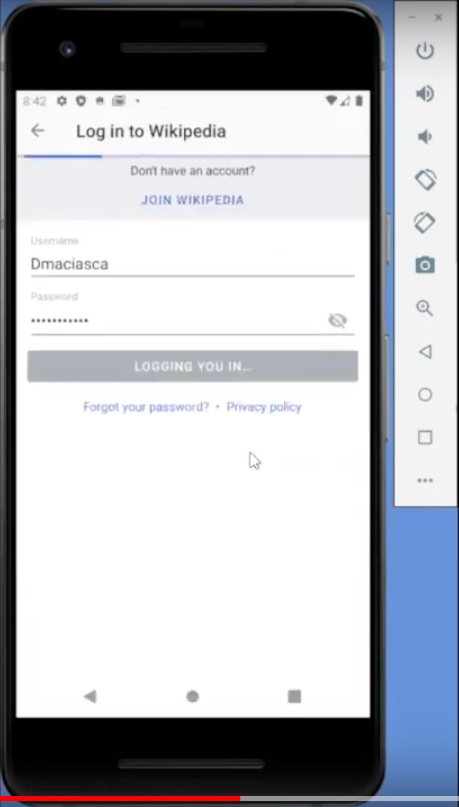 8:42
Log in to Wikipedia
Don't have an account?
JOIN WIKIPEDIA
Username
Dmaciasca
Password
•••••••••••
LOGGING YOU IN...
Forgot your password? • Privacy policy